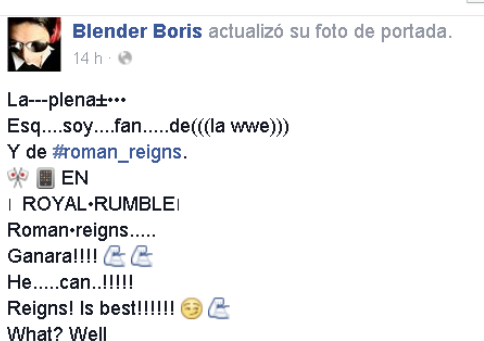 Blender Boris actualizó su foto de portada.
14 h ·
La---plena±•••
Esq....soy....fan.....de(((la wwe)))
Y de #roman_reigns.
EN
| ROYAL•RUMBLE|
Roman•reigns.....
Ganara!!!!
He.....can..!!!!!
Reigns! Is best!!!!!!
What? Well